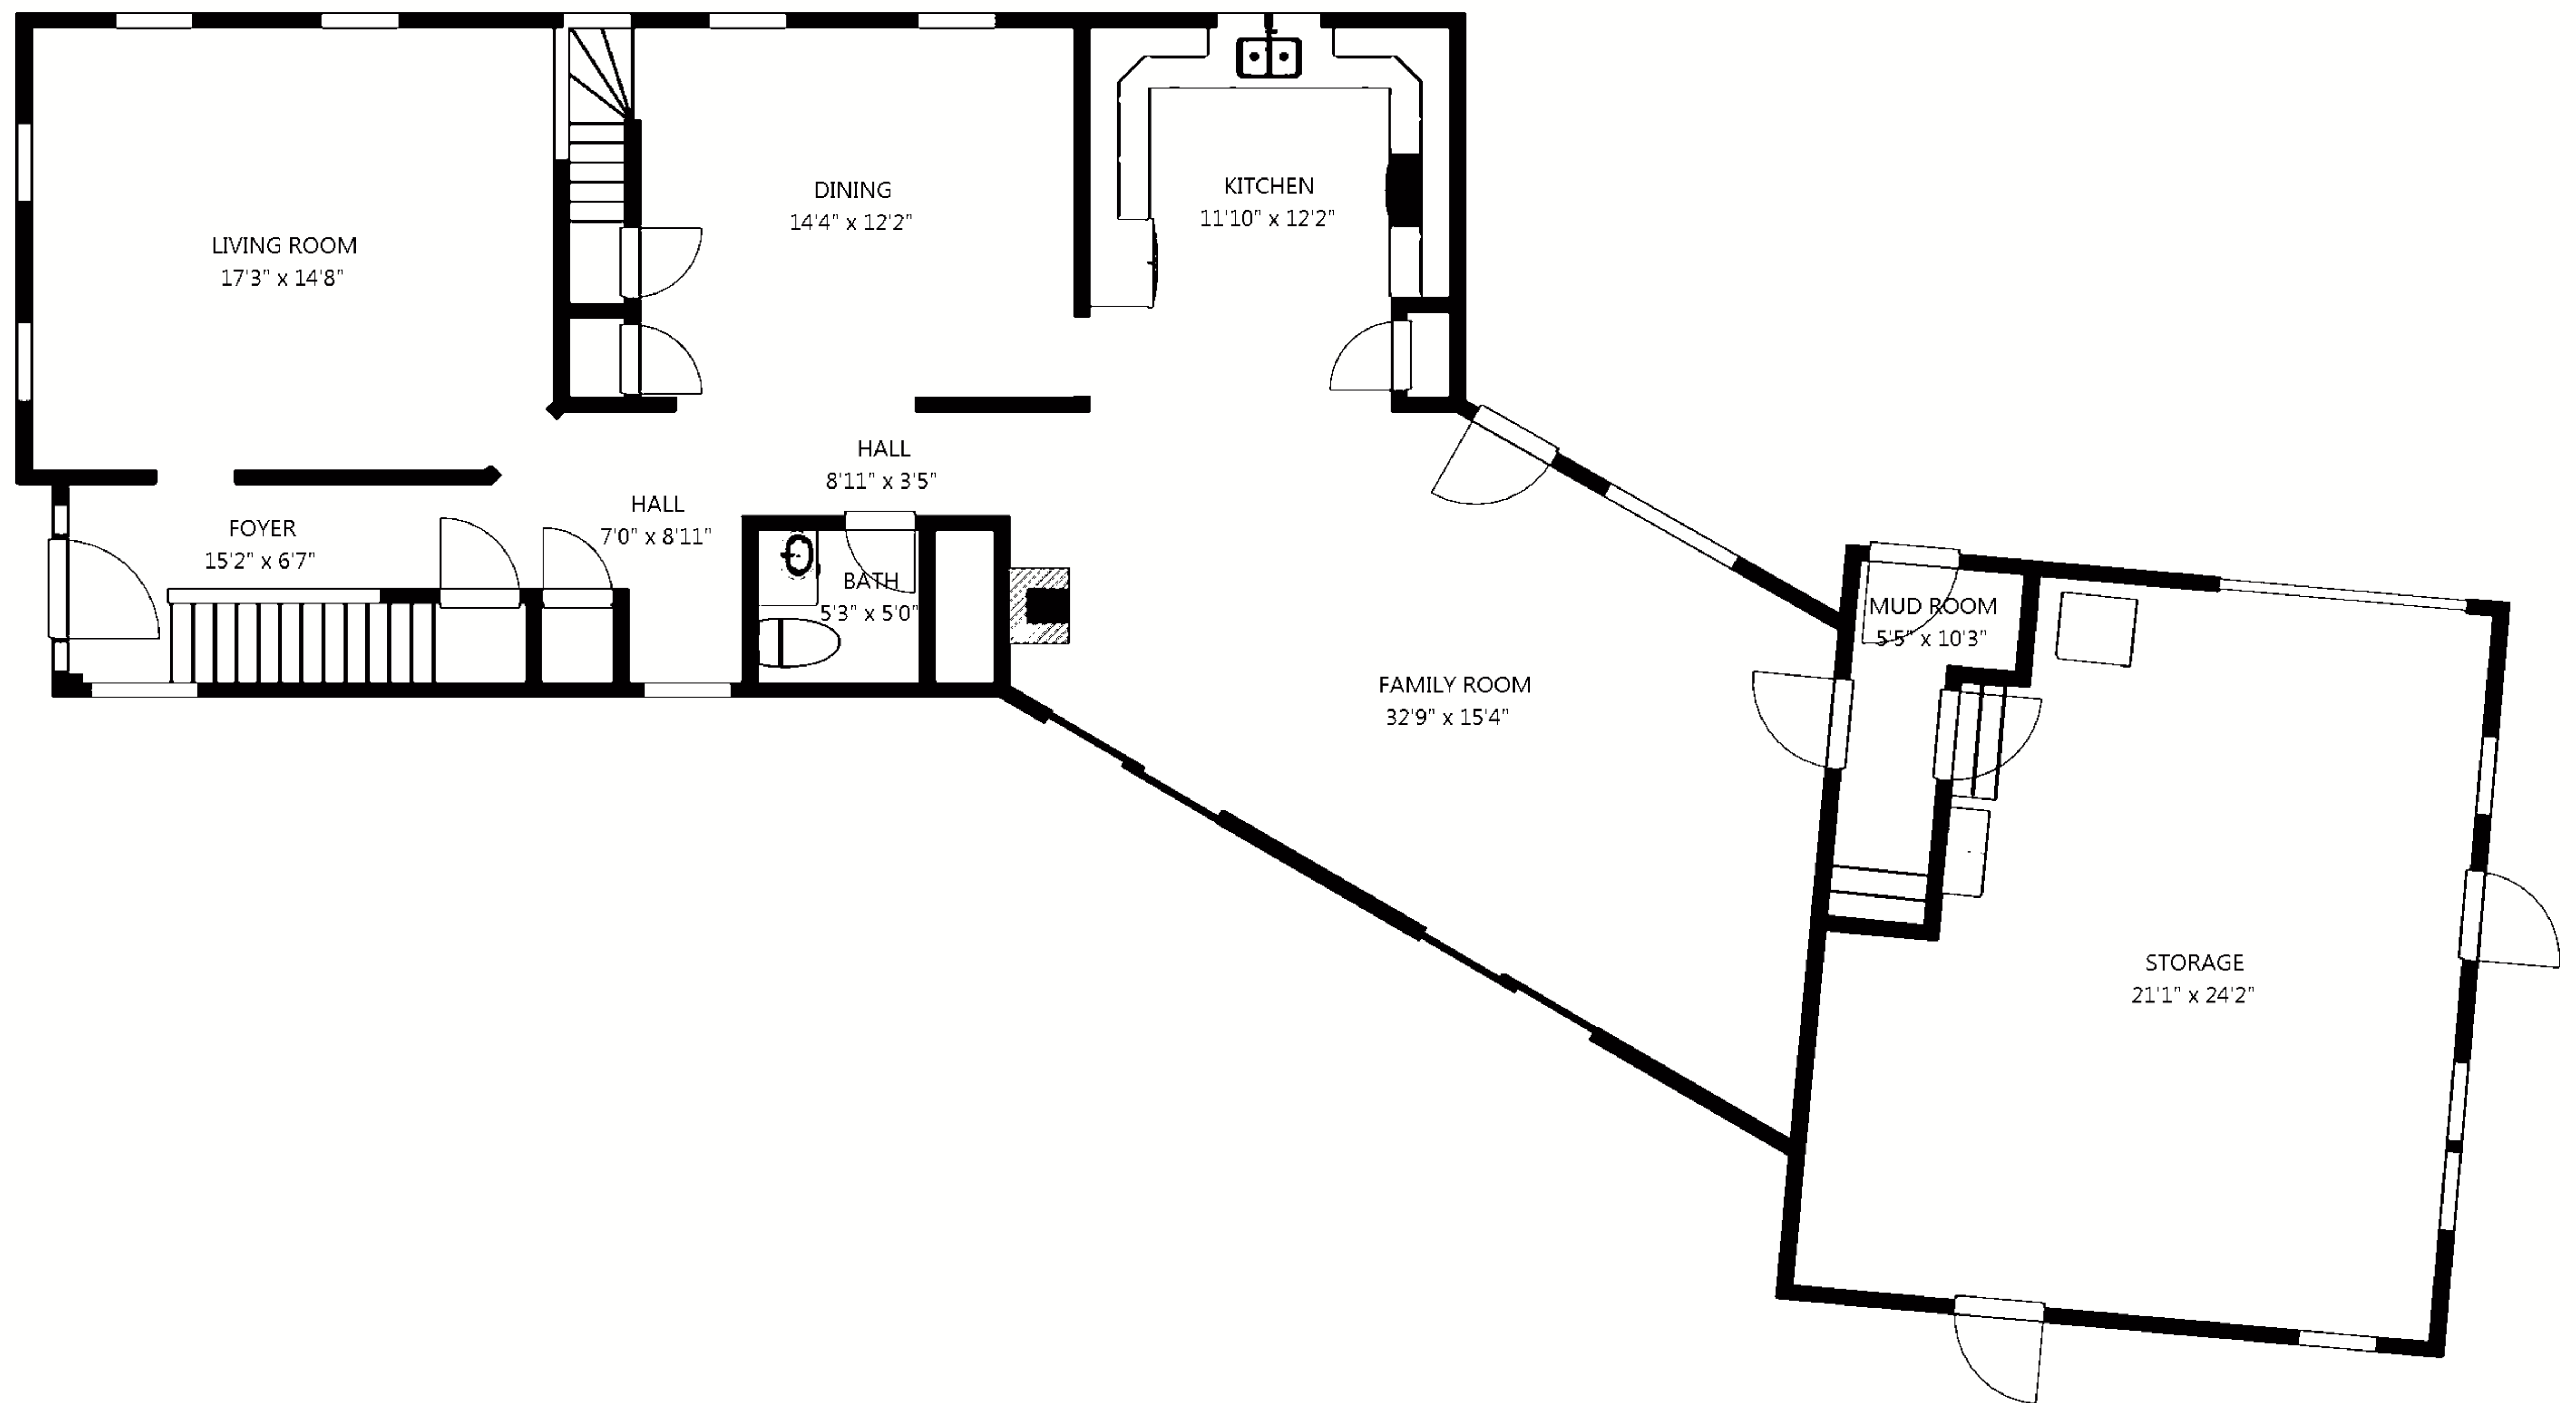 LIVING ROOM
17'3" x 14'8"
DINING
14'4" x 12'2"
KITCHEN
11'10" x 12'2"
HALL
8'11" x 3'5"
HALL
7'0" x 8'11"
FOYER
15'2" x 6'7"
BATH
5'3" x 5'0"
MUD ROOM
5'5" x 10'3"
FAMILY ROOM
32'9" x 15'4"
STORAGE
21'1" x 24'2"